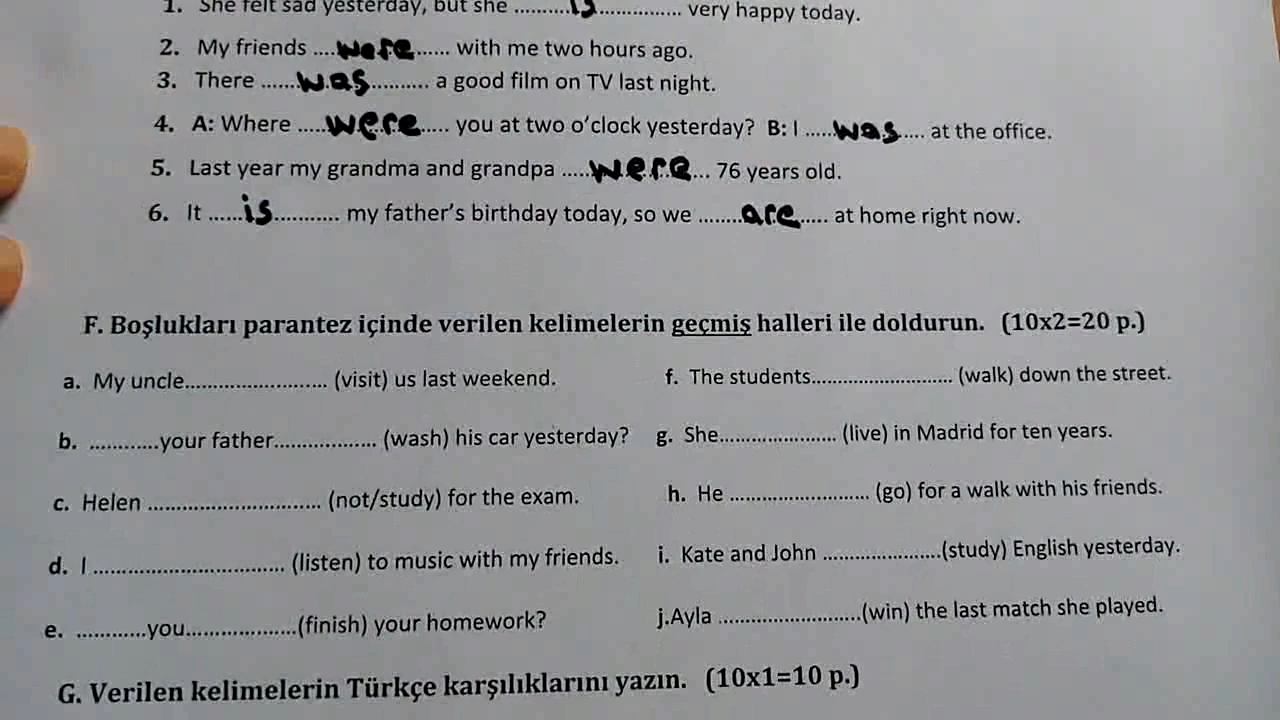 1. She felt sad yesterday, but she ..........is............... very happy today.
2. My friends ....were...... with me two hours ago.
3. There ......was.......... a good film on TV last night.
4. A: Where .....were..... you at two o'clock yesterday? B: I .....was.... at the office.
5. Last year my grandma and grandpa .....were... 76 years old.
6. It ......is........... my father's birthday today, so we ........are..... at home right now.
F. Boşlukları parantez içinde verilen kelimelerin geçmiş halleri ile doldurun. (10x2=20 p.)
a. My uncle......................... (visit) us last weekend.
b. ............your father.................. (wash) his car yesterday?
c. Helen .............................. (not/study) for the exam.
d. I ................................. (listen) to music with my friends.
e. ............you...................(finish) your homework?
f. The students......................... (walk) down the street.
g. She..................... (live) in Madrid for ten years.
h. He ......................... (go) for a walk with his friends.
i. Kate and John .....................(study) English yesterday.
j.Ayla .........................(win) the last match she played.
G. Verilen kelimelerin Türkçe karşılıklarını yazın. (10x1=10 p.)